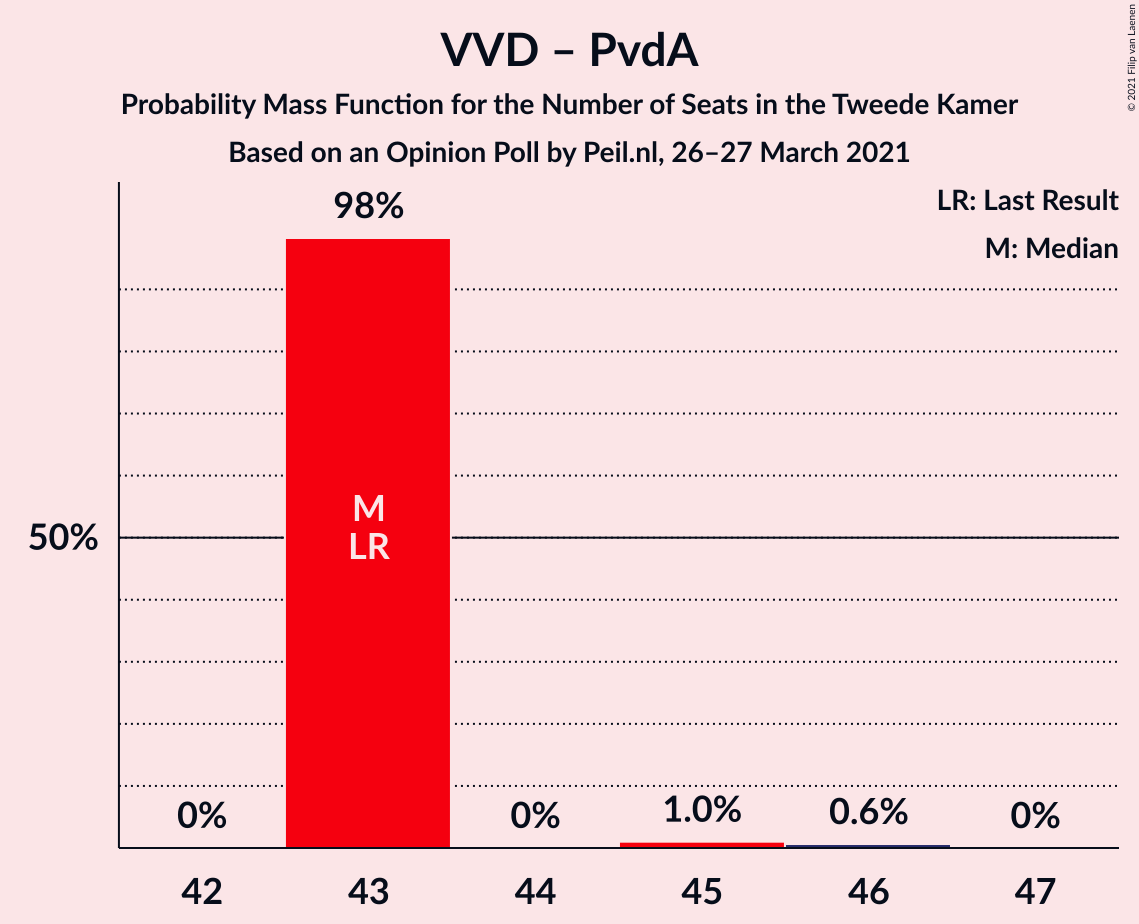 VVD – PvdA
Probability Mass Function for the Number of Seats in the Tweede Kamer
Based on an Opinion Poll by Peil.nl, 26–27 March 2021
© 2021 Filip van Laenen
LR: Last Result
M: Median
98%
M
LR
50%
0%
0%
1.0%
0.6%
0%
42
43
44
45
46
47